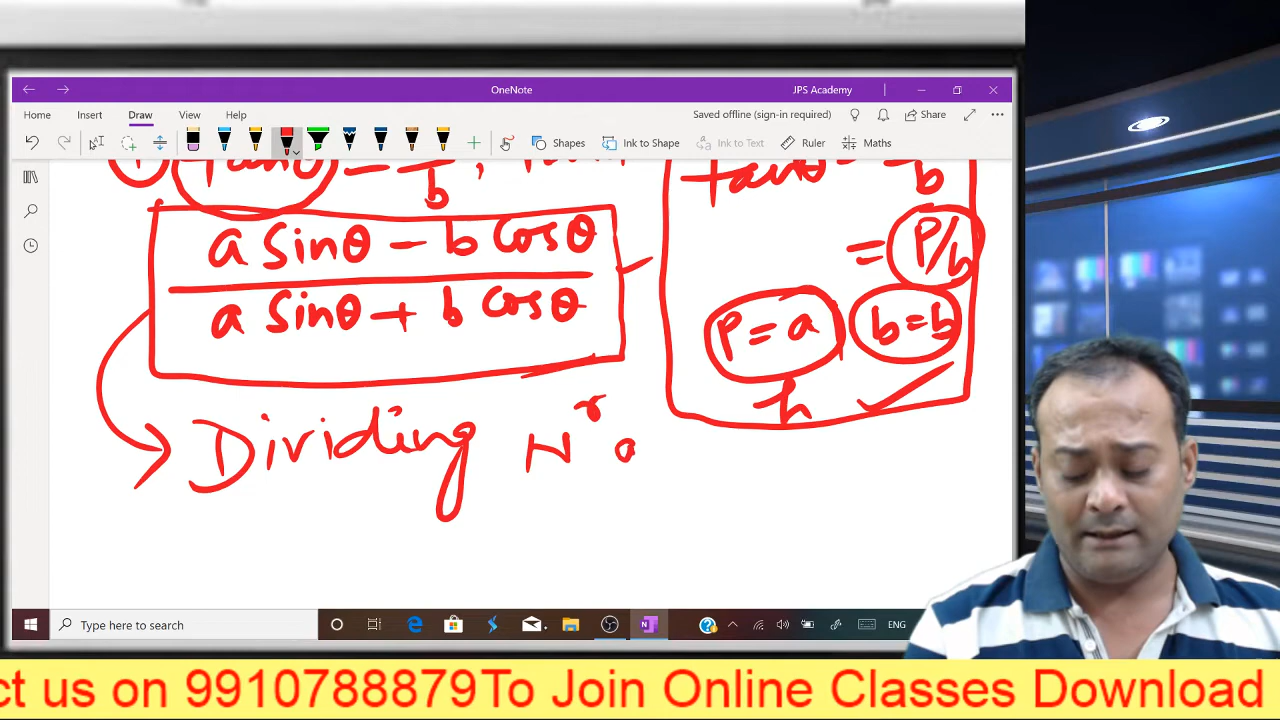 OneNote
JPS Academy
Home Insert Draw View Help
Saved offline (sign-in required) Share
Shapes Ink to Shape Ink to Text Ruler Maths
tanθ = /b,
a sinθ - b cosθ
a sinθ + b cosθ
tanθ = /b
= P/b
P = a b = b
h
Dividing Nʳ a
Type here to search
ENG
ct us on 9910788879To Join Online Classes Download